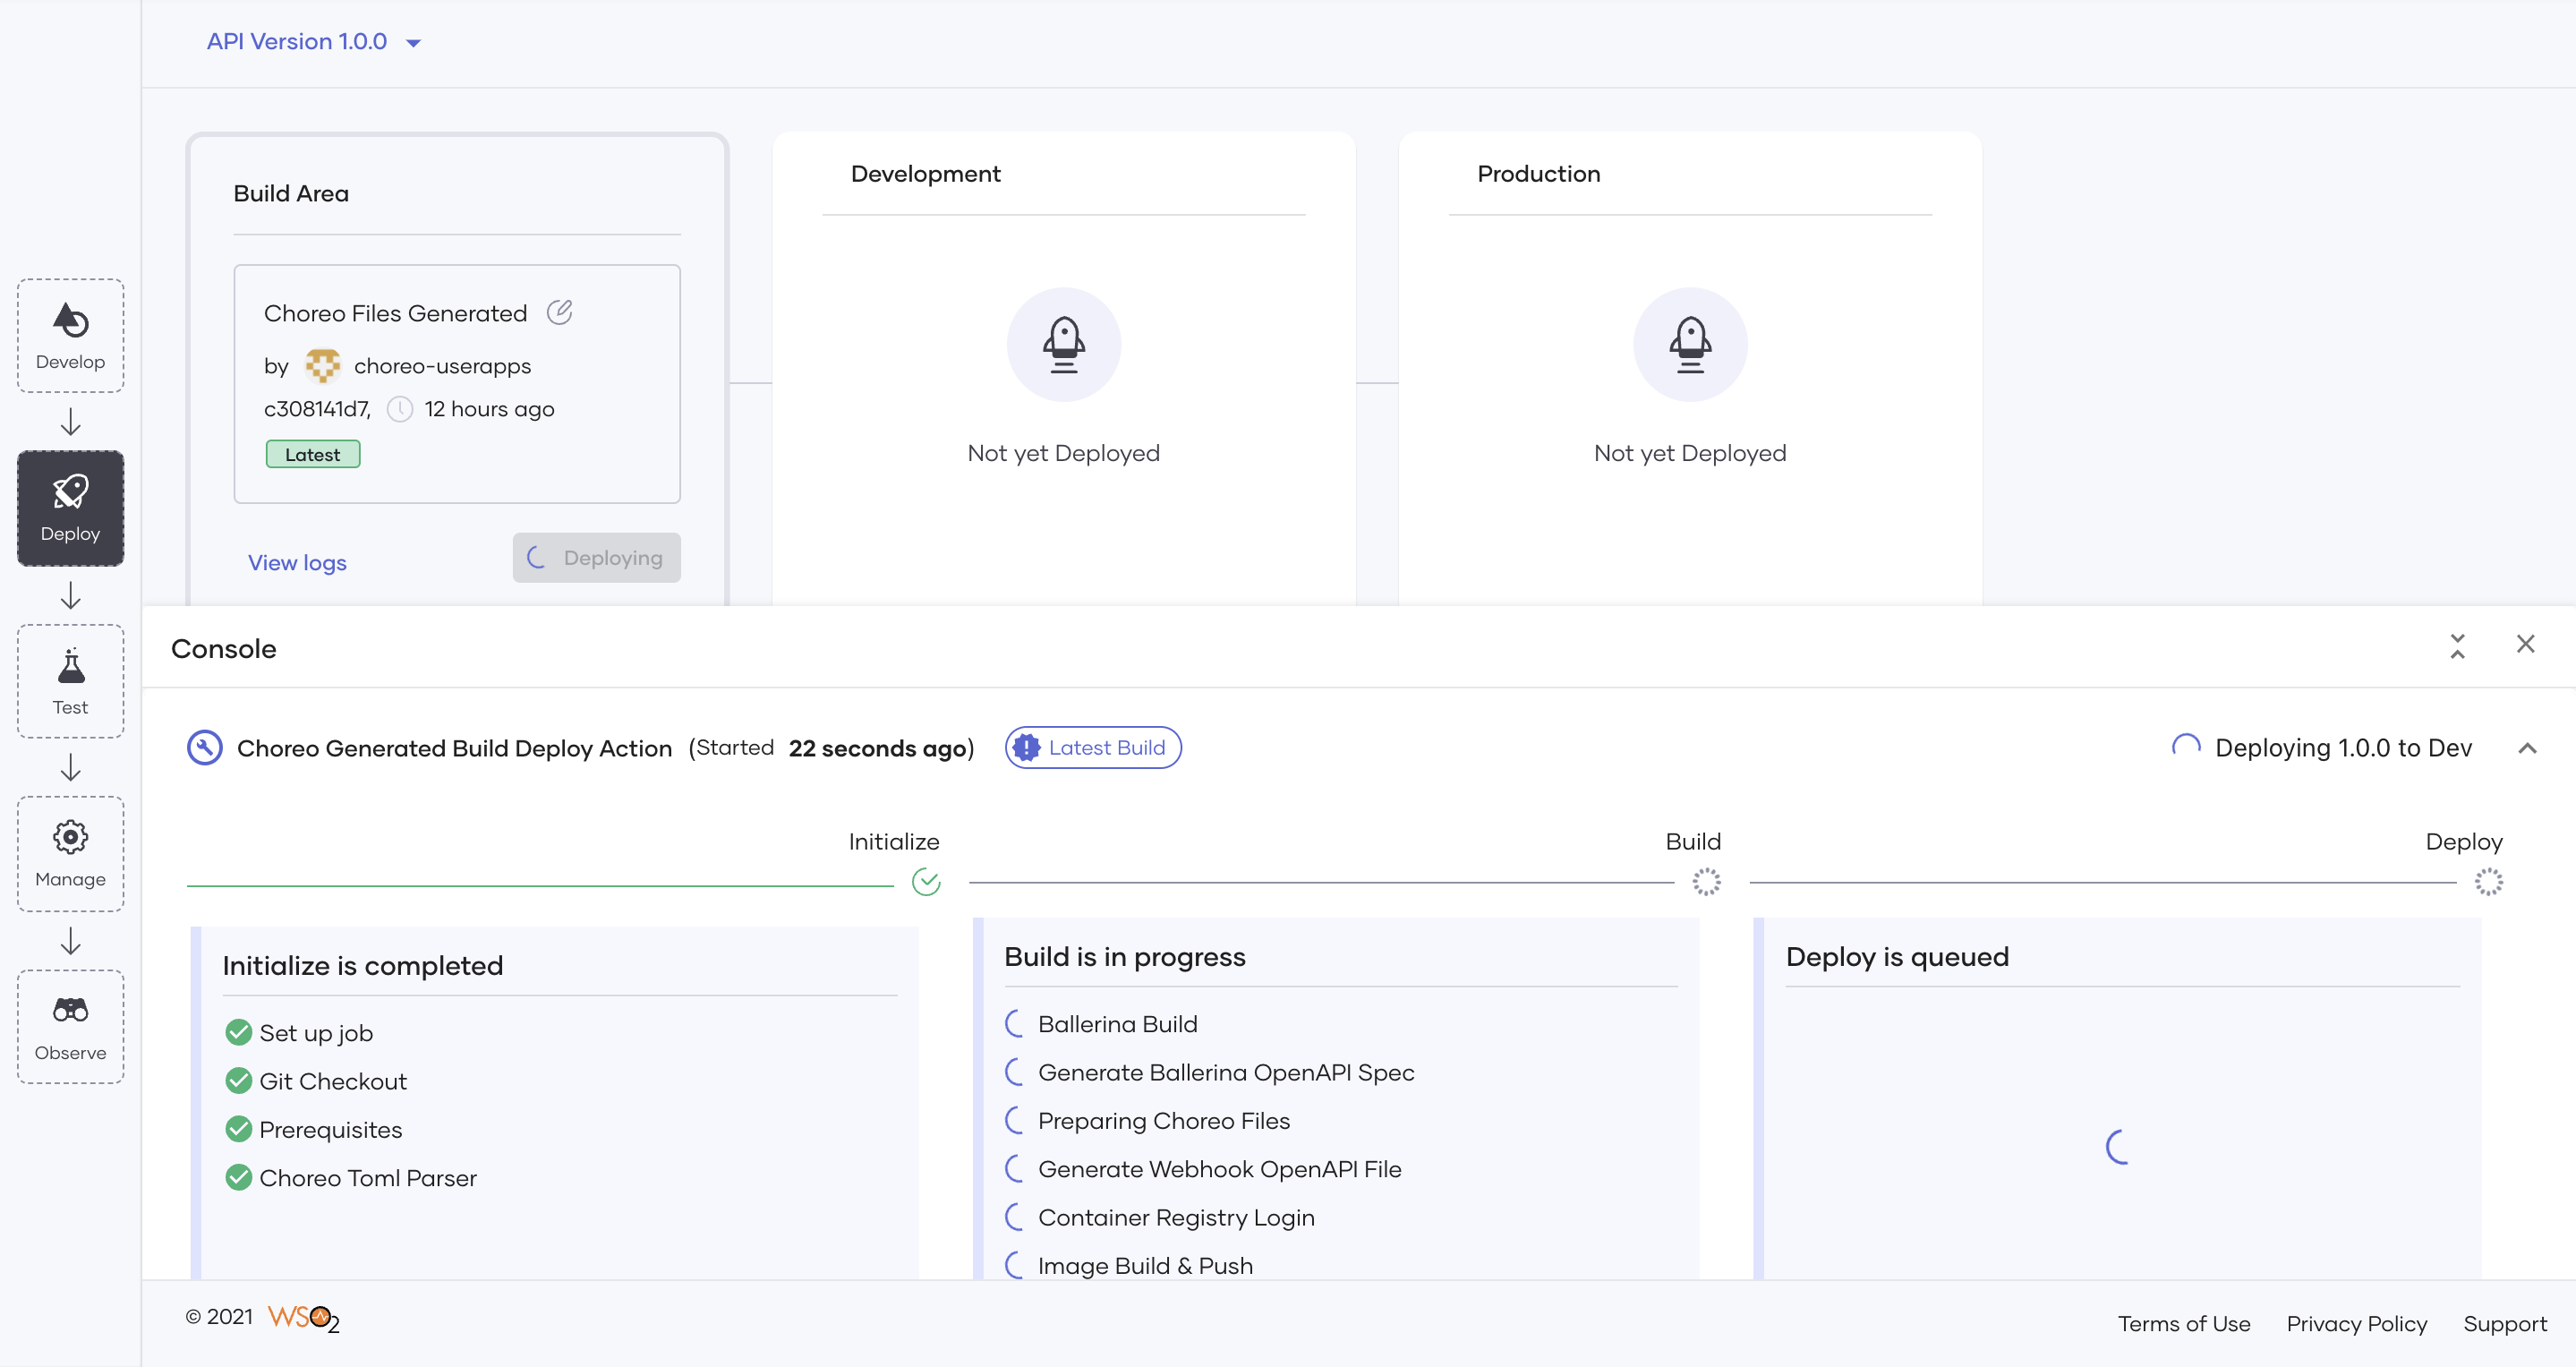 API Version 1.0.0
Develop
Deploy
Test
Manage
Observe
Build Area
Choreo Files Generated
by choreo-userapps
c308141d7, 12 hours ago
Latest
View logs
Deploying
Development
Not yet Deployed
Production
Not yet Deployed
Console
Choreo Generated Build Deploy Action (Started 22 seconds ago) Latest Build
Deploying 1.0.0 to Dev
Initialize
Build
Deploy
Initialize is completed
Set up job
Git Checkout
Prerequisites
Choreo Toml Parser
Build is in progress
Ballerina Build
Generate Ballerina OpenAPI Spec
Preparing Choreo Files
Generate Webhook OpenAPI File
Container Registry Login
Image Build & Push
Deploy is queued
© 2021 WSO2
Terms of Use Privacy Policy Support